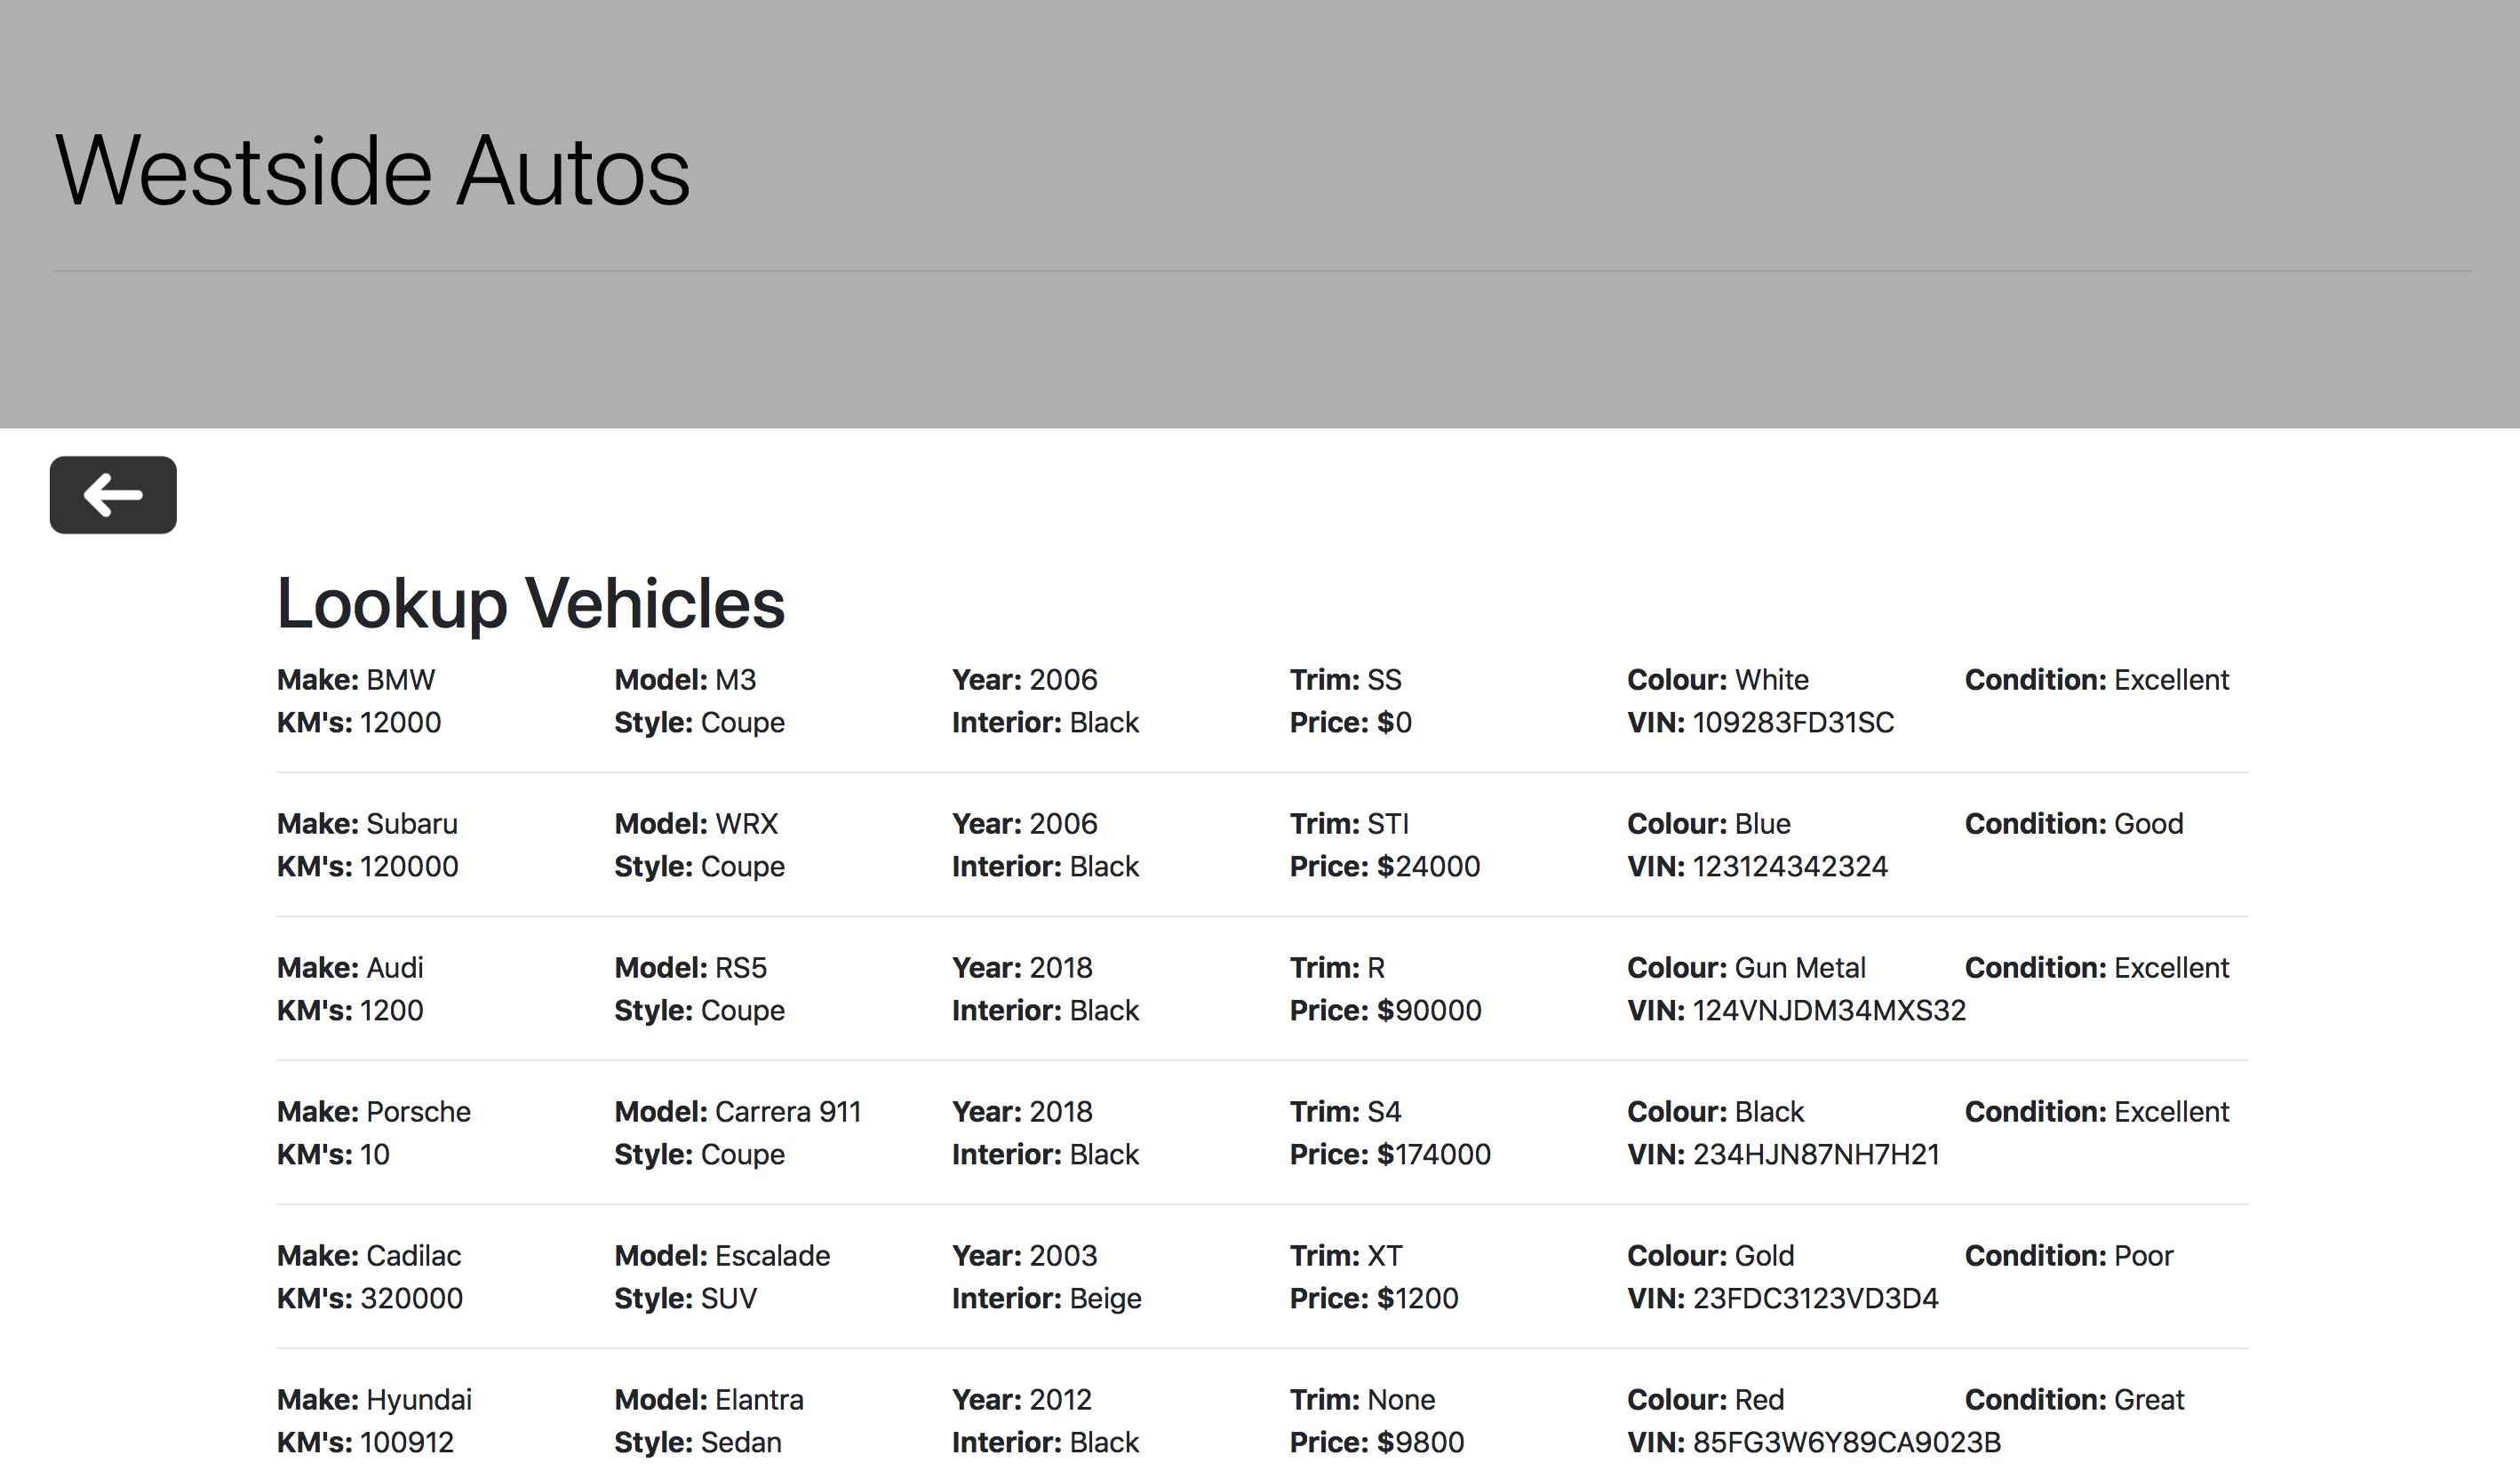 Westside Autos
Lookup Vehicles
Make: BMW Model: M3 Year: 2006 Trim: SS Colour: White Condition: Excellent
KM's: 12000 Style: Coupe Interior: Black Price: $0 VIN: 109283FD31SC
Make: Subaru Model: WRX Year: 2006 Trim: STI Colour: Blue Condition: Good
KM's: 120000 Style: Coupe Interior: Black Price: $24000 VIN: 123124342324
Make: Audi Model: RS5 Year: 2018 Trim: R Colour: Gun Metal Condition: Excellent
KM's: 1200 Style: Coupe Interior: Black Price: $90000 VIN: 124VNJDM34MXS32
Make: Porsche Model: Carrera 911 Year: 2018 Trim: S4 Colour: Black Condition: Excellent
KM's: 10 Style: Coupe Interior: Black Price: $174000 VIN: 234HJN87NH7H21
Make: Cadilac Model: Escalade Year: 2003 Trim: XT Colour: Gold Condition: Poor
KM's: 320000 Style: SUV Interior: Beige Price: $1200 VIN: 23FDC3123VD3D4
Make: Hyundai Model: Elantra Year: 2012 Trim: None Colour: Red Condition: Great
KM's: 100912 Style: Sedan Interior: Black Price: $9800 VIN: 85FG3W6Y89CA9023B